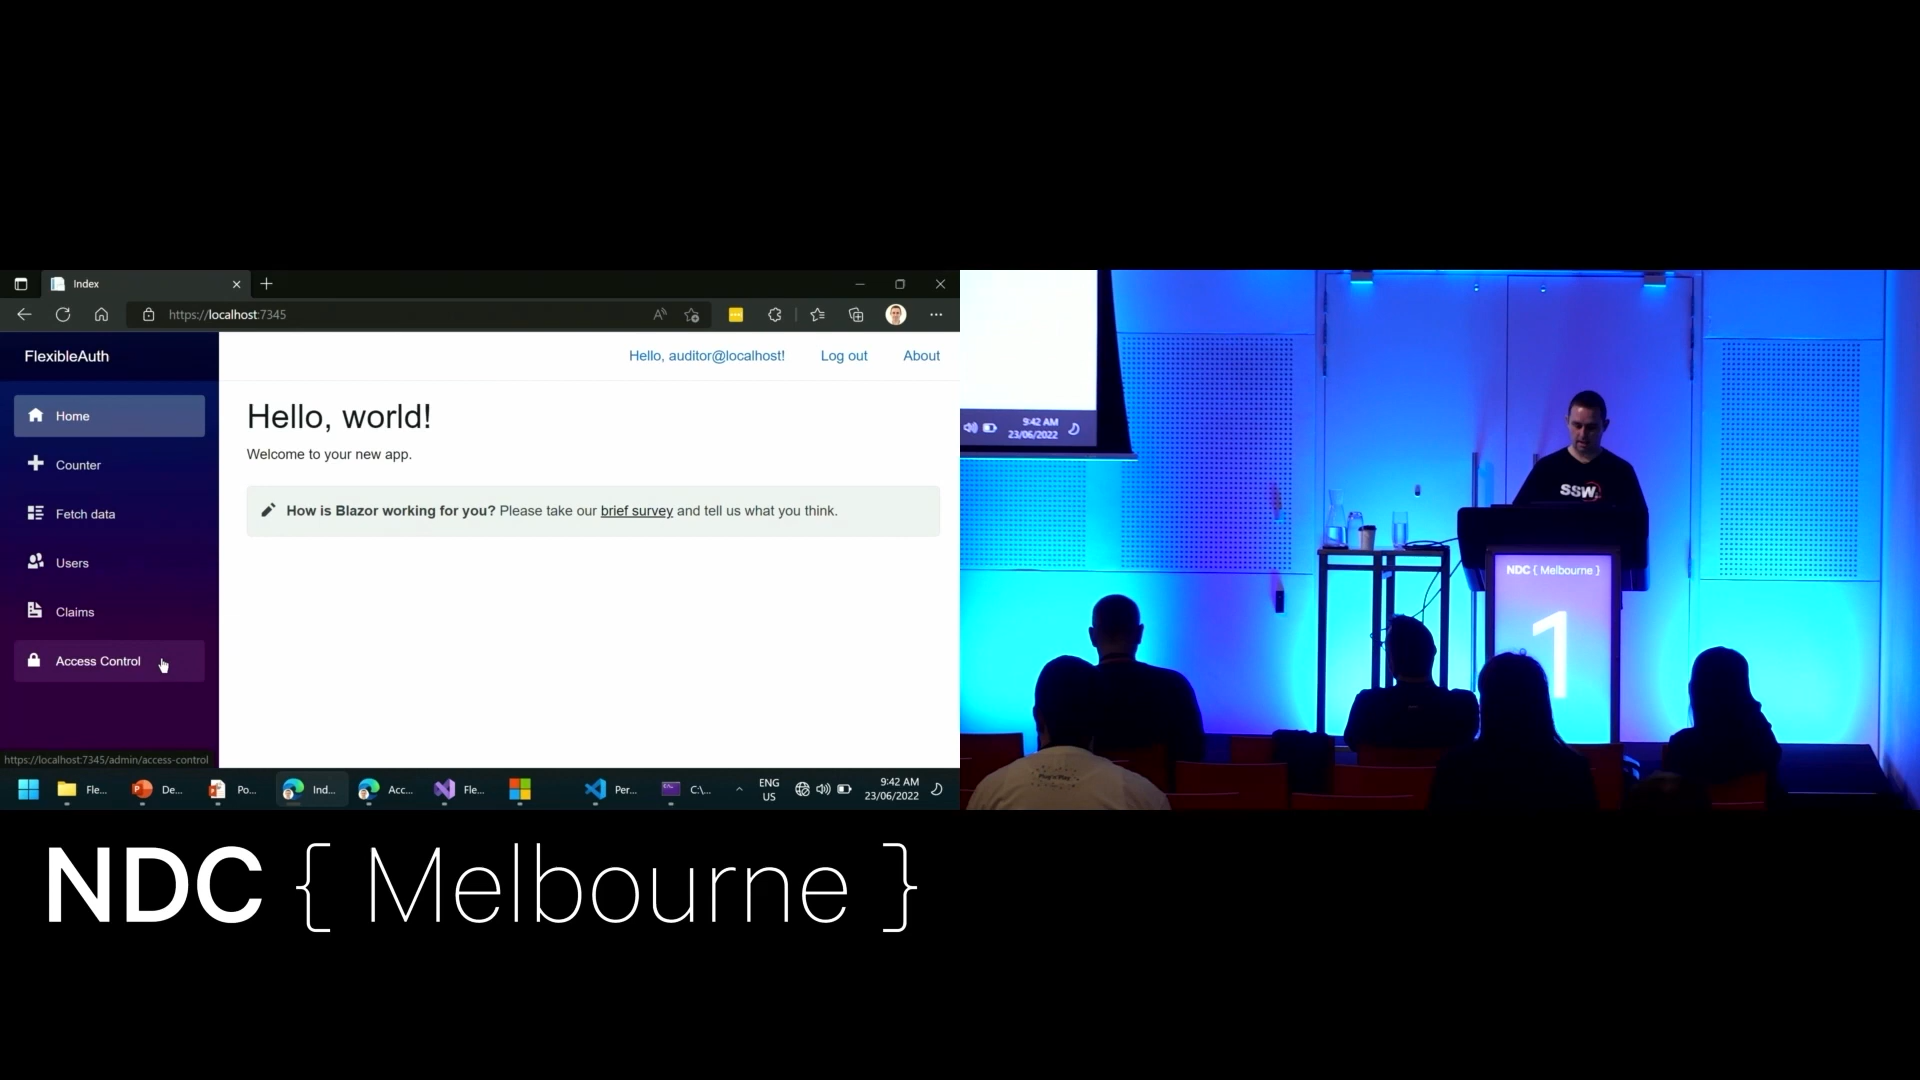 Index
https://localhost:7345
FlexibleAuth
Hello, auditor@localhost!
Log out
About
Home
Counter
Fetch data
Users
Claims
Access Control
Hello, world!
Welcome to your new app.
How is Blazor working for you? Please take our brief survey and tell us what you think.
https://localhost:7345/admin/access-control
Fle...
De...
Po...
Ind...
Acc...
Fle...
Per...
C:\...
ENG
US
9:42 AM
23/06/2022
9:42 AM
23/06/2022
SSW
NDC { Melbourne }
1
NDC { Melbourne }